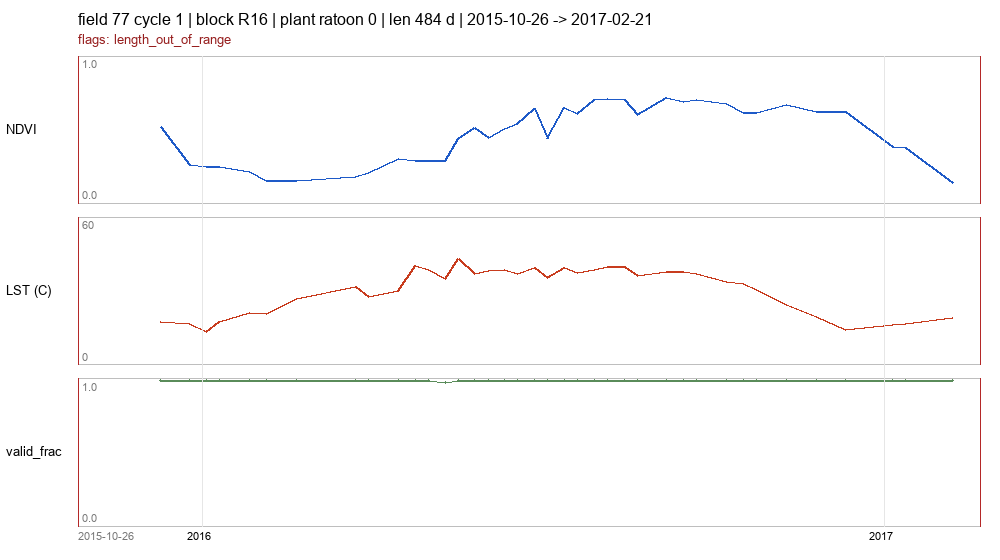 field 77 cycle 1 | block R16 | plant ratoon 0 | len 484 d | 2015-10-26 -> 2017-02-21
flags: length_out_of_range
1.0
NDVI
0.0
60
LST (C)
0
1.0
valid_frac
0.0
2015-10-26 2016 2017